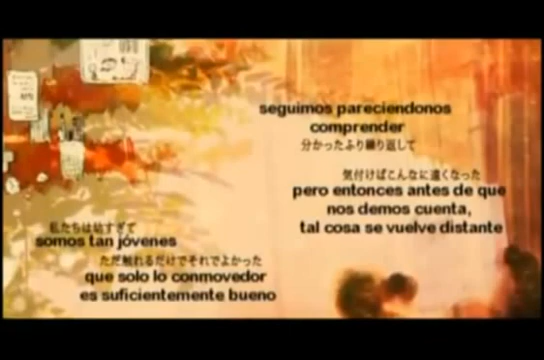 seguimos pareciendonos
comprender
分かったふり繰り返して
気付けばこんなに遠くなった
pero entonces antes de que
nos demos cuenta,
tal cosa se vuelve distante
私たちは幼すぎて
somos tan jóvenes
ただ触れるだけでそれでよかった
que solo lo conmovedor
es suficientemente bueno